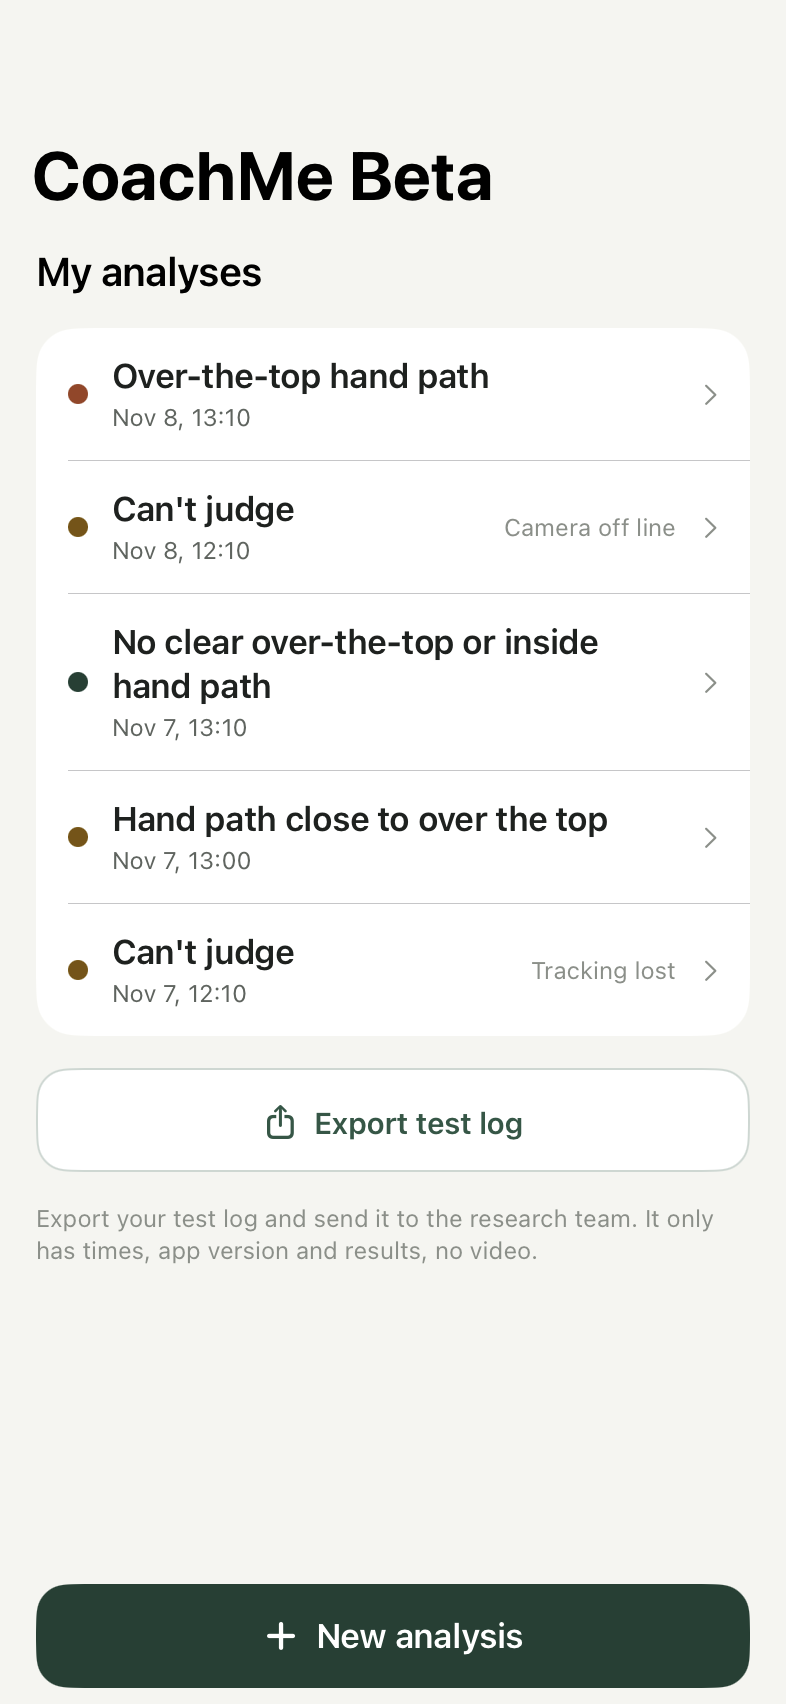 CoachMe Beta
My analyses
Over-the-top hand path
Nov 8, 13:10
Can't judge
Nov 8, 12:10
Camera off line
No clear over-the-top or inside
hand path
Nov 7, 13:10
Hand path close to over the top
Nov 7, 13:00
Can't judge
Nov 7, 12:10
Tracking lost
Export test log
Export your test log and send it to the research team. It only
has times, app version and results, no video.
New analysis